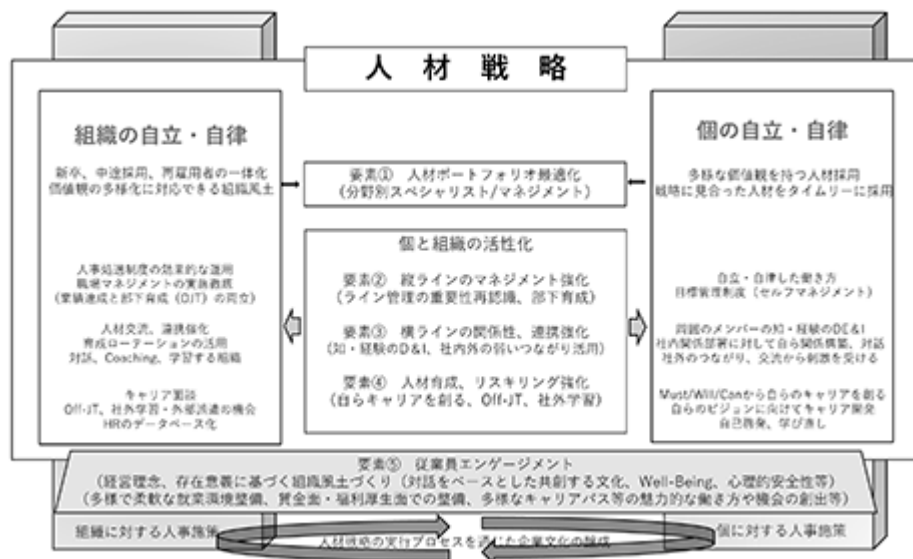 人材戦略
組織の自立・自律
新卒、中途採用、再雇用者の一体化
価値観の多様化に対応できる組織風土
人事処遇制度の効果的な運用
職場マネジメントの実施徹底
(業績達成と部下育成（OJT）の両立)
人材交流、連携強化
育成ローテーションの活用
対話、Coaching、学習する組織
キャリア面談
Off-JT、社外学習・外部派遣の機会
HRのデータベース化
要素① 人材ポートフォリオ最適化
(分野別スペシャリスト/マネジメント)
個と組織の活性化
要素② 縦ラインのマネジメント強化
(ライン管理の重要性再認識、部下育成)
要素③ 横ラインの関係性、連携強化
(知・経験のD&I、社内外の弱いつながり活用)
要素④ 人材育成、リスキリング強化
(自らキャリアを創る、Off-JT、社外学習)
個の自立・自律
多様な価値観を持つ人材採用
戦略に見合った人材をタイムリーに採用
自立・自律した働き方
目標管理制度（セルフマネジメント）
周囲のメンバーの知・経験のDE&I
社内関係部署に対して自ら関係構築、対話
社外のつながり、交流から刺激を受ける
Must/Will/Canから自らのキャリアを創る
自らのビジョンに向けてキャリア開発
自己啓発、学び直し
要素⑤ 従業員エンゲージメント
(経営理念、存在意義に基づく組織風土づくり（対話をベースとした共創する文化、Well-Being、心理的安全性等)
(多様で柔軟な就業環境整備、賃金面・福利厚生面での整備、多様なキャリアパス等の魅力的な働き方や機会の創出等)
組織に対する人事施策
個に対する人事施策
人材戦略の実行プロセスを通じた企業文化の醸成